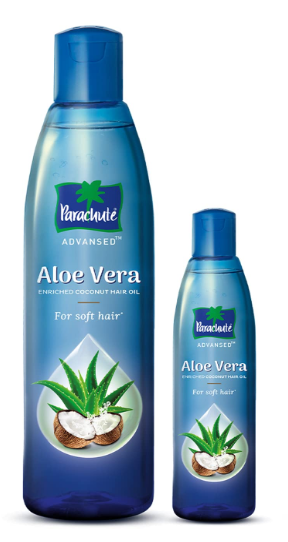 Parachute
ADVANSED™
Aloe Vera
ENRICHED COCONUT HAIR OIL
For soft hair*
Parachute
ADVANSED™
Aloe Vera
ENRICHED COCONUT HAIR OIL
For soft hair*